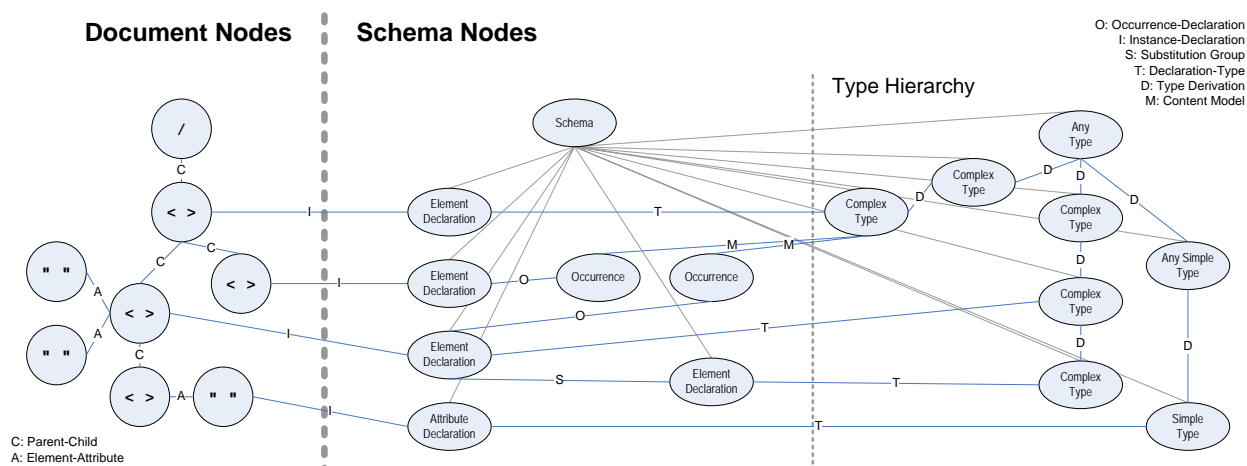 Document Nodes
Schema Nodes
O: Occurrence-Declaration
I: Instance-Declaration
S: Substitution Group
T: Declaration-Type
D: Type Derivation
M: Content Model
Type Hierarchy
/
Schema
Any
Type
C
Complex
Type
D
D
D
< >
I
Element
Declaration
T
Complex
Type
D
Complex
Type
D
C
C
M
M
" "
A
< >
I
Element
Declaration
O
Occurrence
Occurrence
D
Any Simple
Type
< >
A
" "
C
I
O
T
Complex
Type
Element
Declaration
D
D
S
Element
Declaration
T
Complex
Type
< >
A
" "
I
Attribute
Declaration
T
Simple
Type
C: Parent-Child
A: Element-Attribute